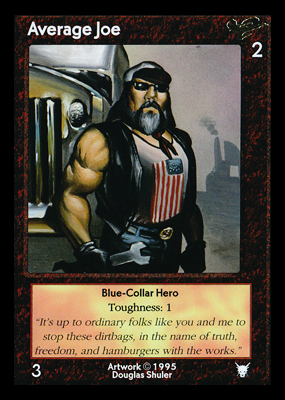 Average Joe
2
Blue-Collar Hero
Toughness: 1
"It's up to ordinary folks like you and me to
stop these dirtbags, in the name of truth,
freedom, and hamburgers with the works."
3
Artwork © 1995
Douglas Shuler